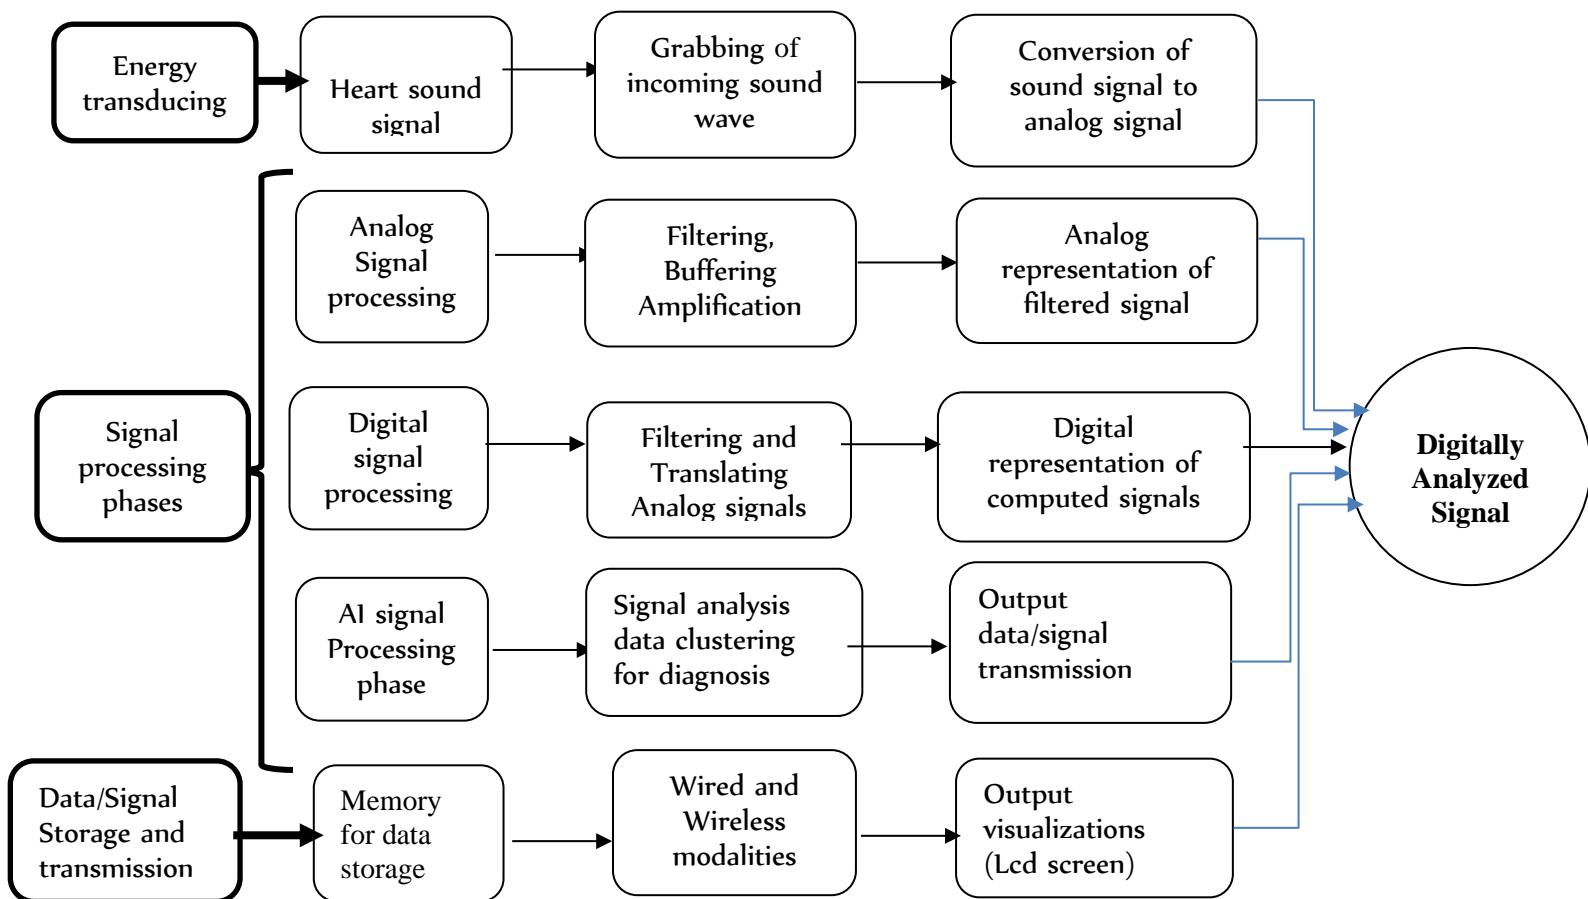 Energy
transducing
Heart sound
signal
Grabbing of
incoming sound
wave
Conversion of
sound signal to
analog signal
Analog
Signal
processing
Filtering,
Buffering
Amplification
Analog
representation of
filtered signal
Signal
processing
phases
Digital
signal
processing
Filtering and
Translating
Analog signals
Digital
representation of
computed signals
Digitally
Analyzed
Signal
AI signal
Processing
phase
Signal analysis
data clustering
for diagnosis
Output
data/signal
transmission
Data/Signal
Storage and
transmission
Memory
for data
storage
Wired and
Wireless
modalities
Output
visualizations
(Lcd screen)